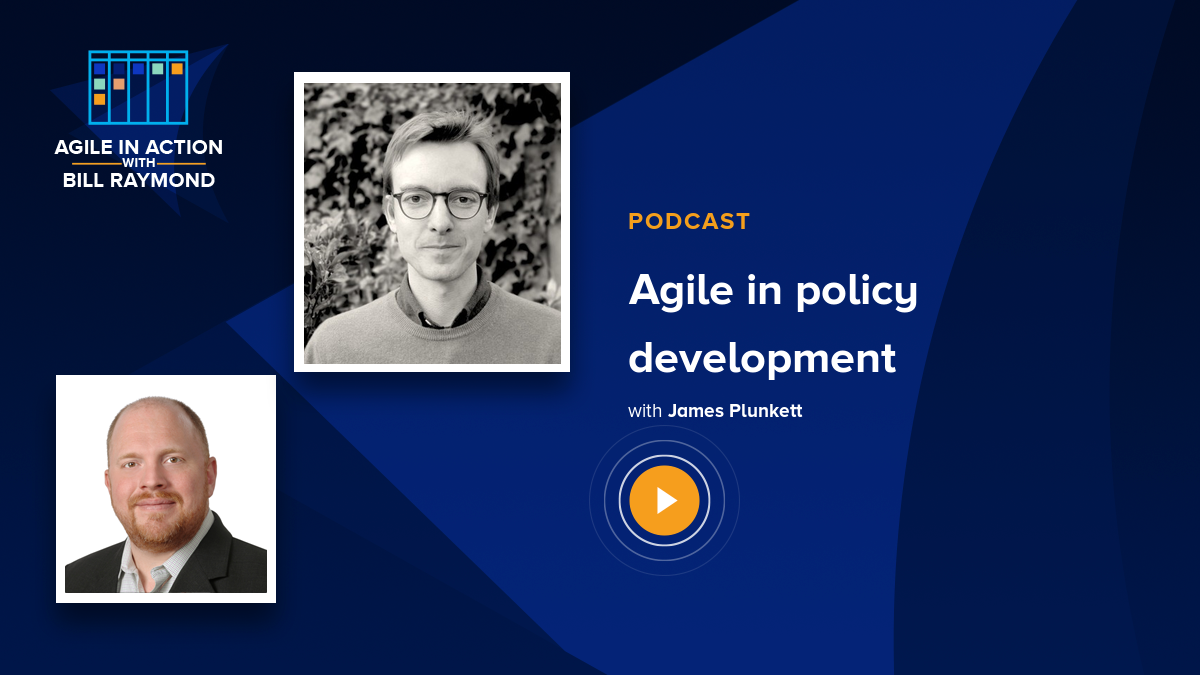 AGILE IN ACTION
WITH
BILL RAYMOND
PODCAST
Agile in policy
development
with James Plunkett